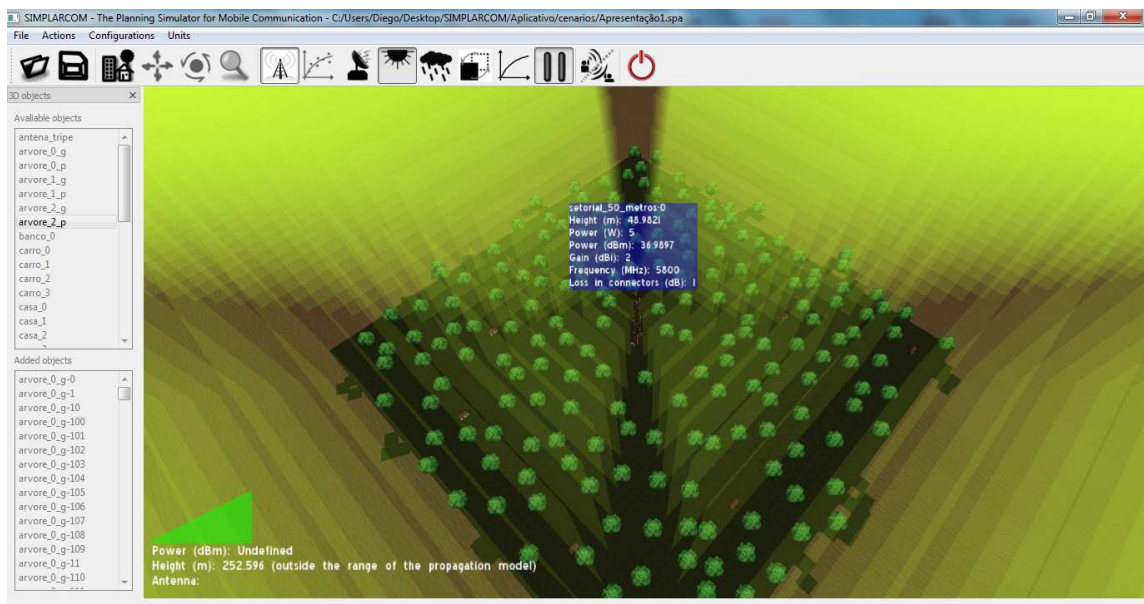 SIMPLARCOM - The Planning Simulator for Mobile Communication - C:/Users/Diego/Desktop/SIMPLARCOM/Aplicativo/cenarios/Apresentação1.spa
File Actions Configurations Units
3D objects
Avaliable objects
antena_tripe
arvore_0_g
arvore_0_p
arvore_1_g
arvore_1_p
arvore_2_g
arvore_2_p
banco_0
carro_0
carro_1
carro_2
carro_3
casa_0
casa_1
casa_2
Added objects
arvore_0_g-0
arvore_0_g-1
arvore_0_g-10
arvore_0_g-100
arvore_0_g-101
arvore_0_g-102
arvore_0_g-103
arvore_0_g-104
arvore_0_g-105
arvore_0_g-106
arvore_0_g-107
arvore_0_g-108
arvore_0_g-109
arvore_0_g-11
arvore_0_g-110
setorial_50_metros-0
Height (m): 48.9821
Power (W): 5
Power (dBm): 36.9897
Gain (dBi): 2
Frequency (MHz): 5800
Loss in connectors (dB): 1
Power (dBm): Undefined
Height (m): 252.596 (outside the range of the propagation model)
Antenna: